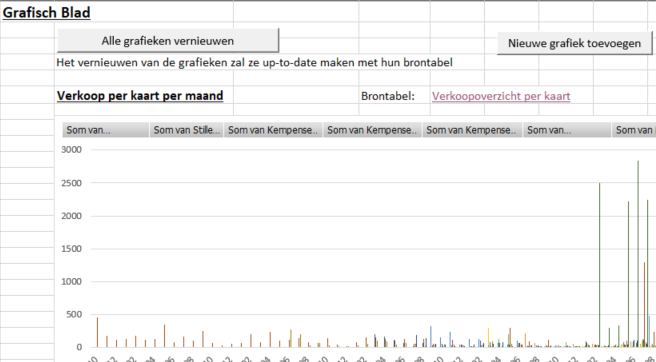 Grafisch Blad
Alle grafieken vernieuwen
Nieuwe grafiek toevoegen
Het vernieuwen van de grafieken zal ze up-to-date maken met hun brontabel
Verkoop per kaart per maand Brontabel: Verkoopoverzicht per kaart
Som van... Som van Stille... Som van Kempense.. Som van Kempense.. Som van Kempense.. Som van... Som van
3000
2500
2000
1500
1000
500
0